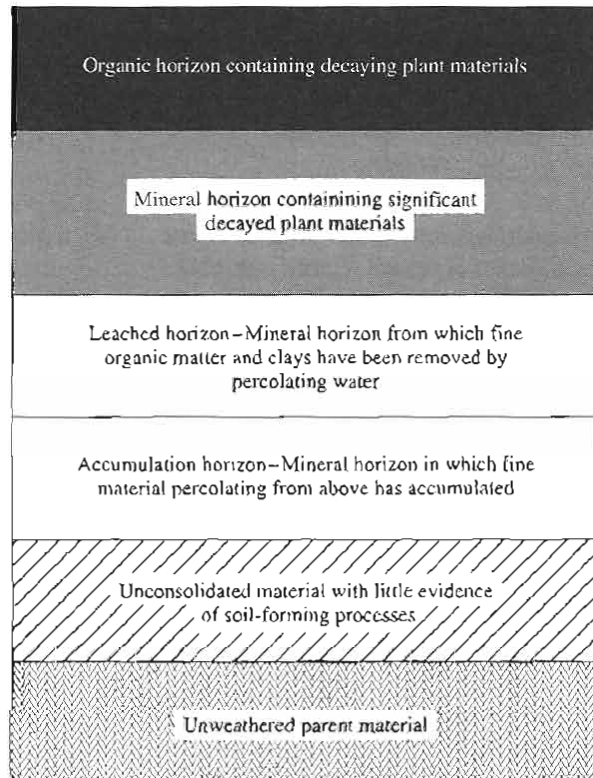 Organic horizon containing decaying plant materials
Mineral horizon containining significant
decayed plant materials
Leached horizon–Mineral horizon from which fine
organic matter and clays have been removed by
percolating water
Accumulation horizon–Mineral horizon in which fine
material percolating from above has accumulated
Unconsolidated material with little evidence
of soil-forming processes
Unweathered parent material